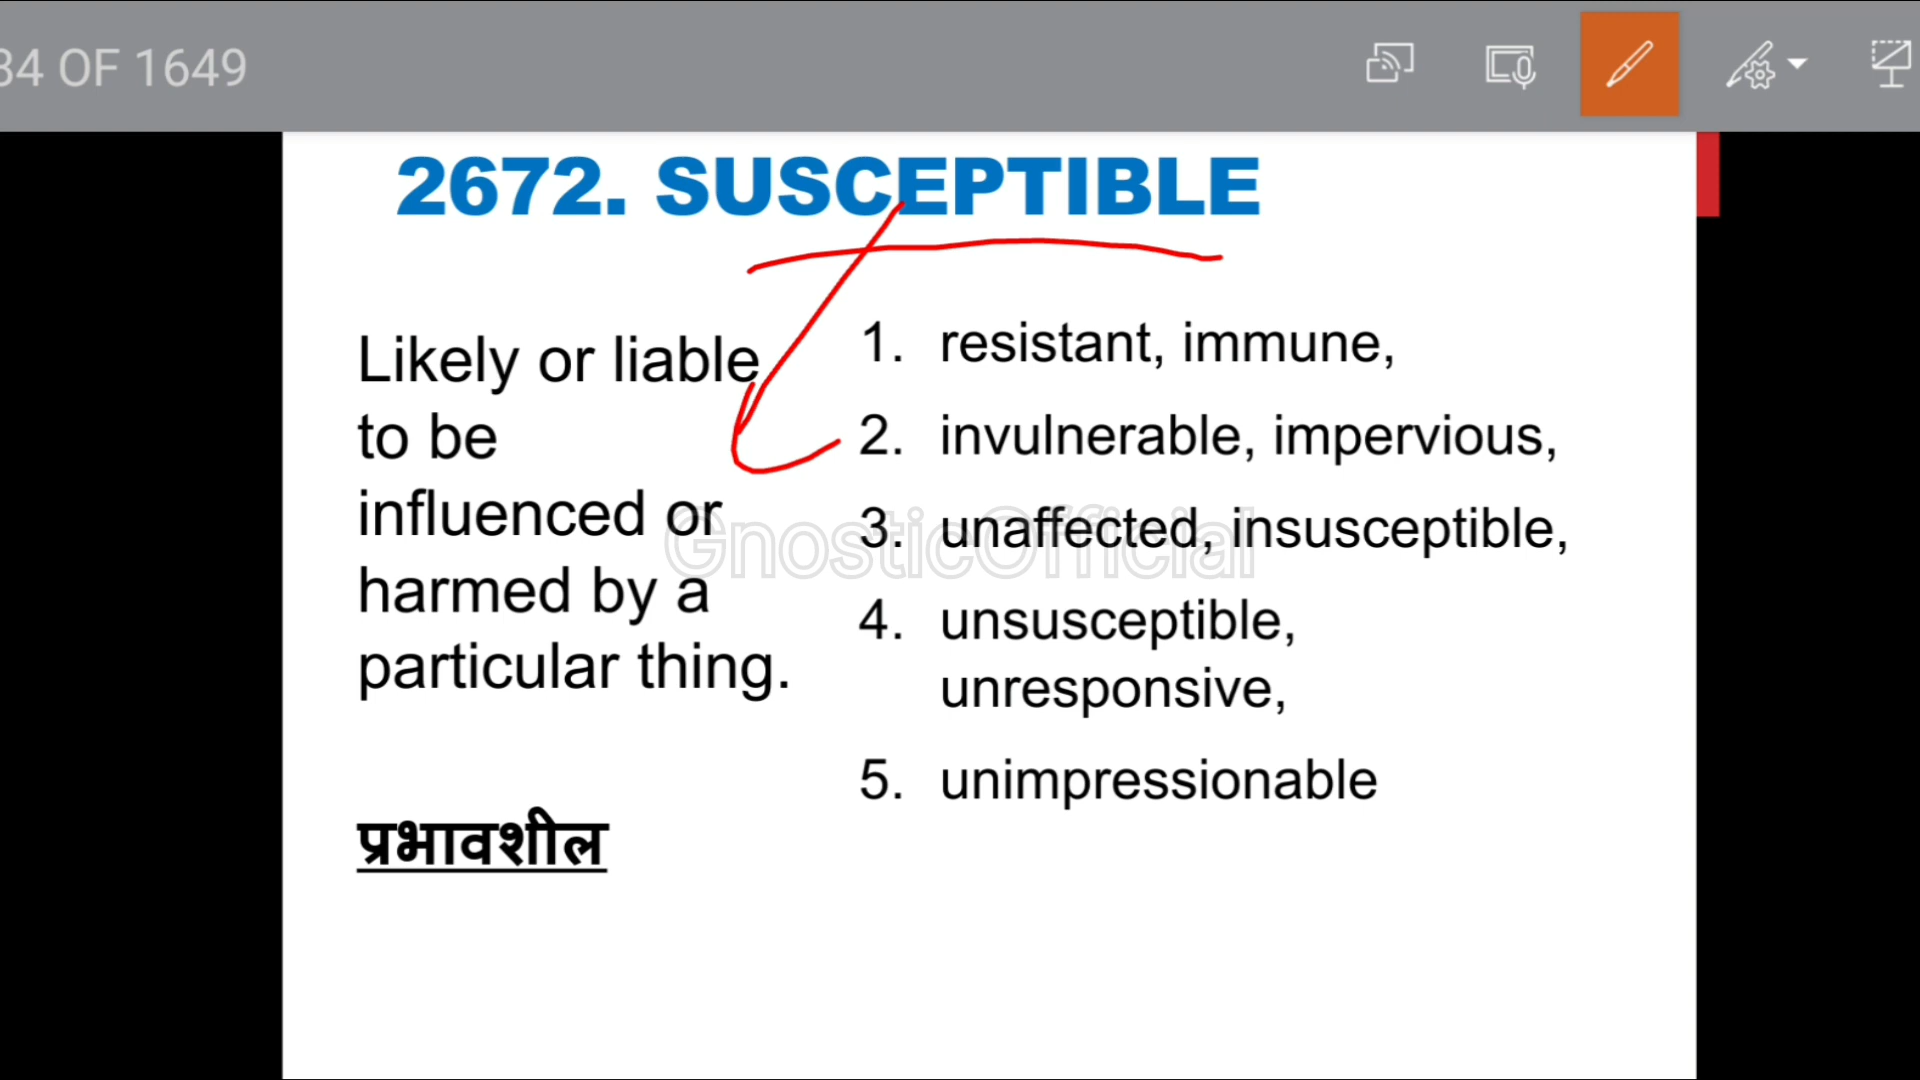 34 OF 1649
2672. SUSCEPTIBLE
Likely or liable
to be
influenced or
harmed by a
particular thing.
प्रभावशील
1. resistant, immune,
2. invulnerable, impervious,
3. unaffected, insusceptible,
4. unsusceptible,
unresponsive,
5. unimpressionable
GnosticOfficial